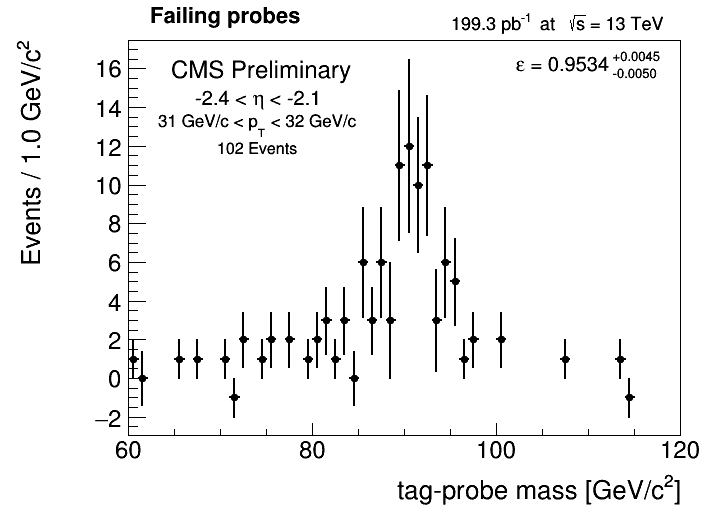 Failing probes
199.3 pb⁻¹ at √s = 13 TeV
CMS Preliminary
ε = 0.9534 +0.0045 -0.0050
-2.4 < η < -2.1
31 GeV/c < p_T < 32 GeV/c
102 Events
Events / 1.0 GeV/c²
16
14
12
10
8
6
4
2
0
−2
60 80 100 120
tag-probe mass [GeV/c²]